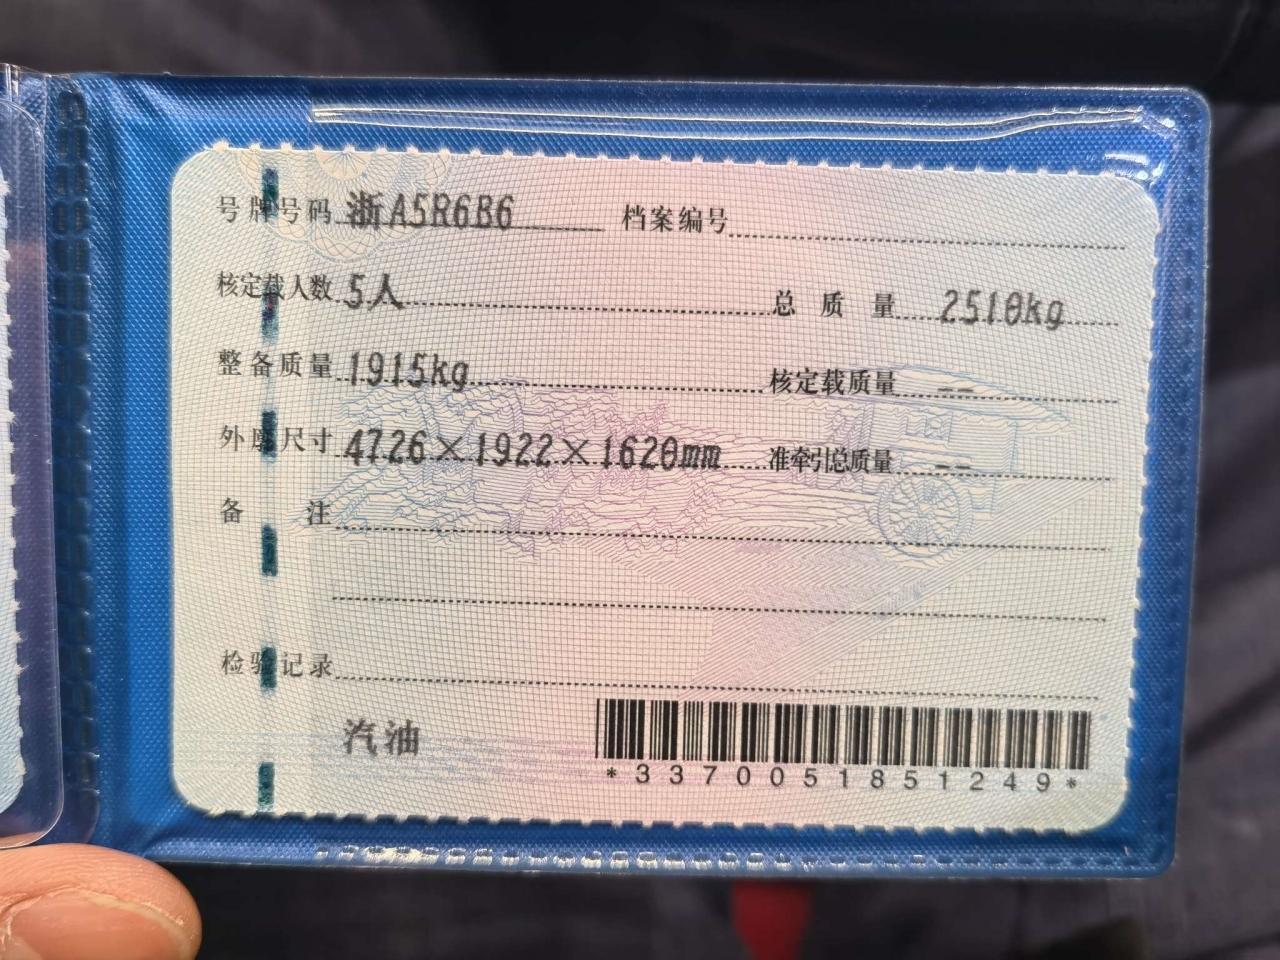 号牌号码 浙A5R6B6 档案编号
核定载人数 5人 总质量 2510kg
整备质量 1915kg 核定载质量 --
外廓尺寸 4726×1922×1620mm 准牵引总质量 --
备注
检验记录
汽油
*3370051851249*